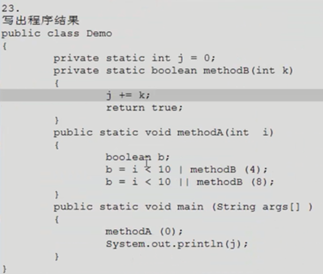 23.
写出程序结果
public class Demo
{
private static int j = 0;
private static boolean methodB(int k)
{
j += k;
return true;
}
public static void methodA(int  i)
{
boolean b;
b = i < 10 | methodB (4);
b = i < 10 || methodB (8);
}
public static void main (String args[] )
{
methodA (0);
System.out.println(j);
}
}